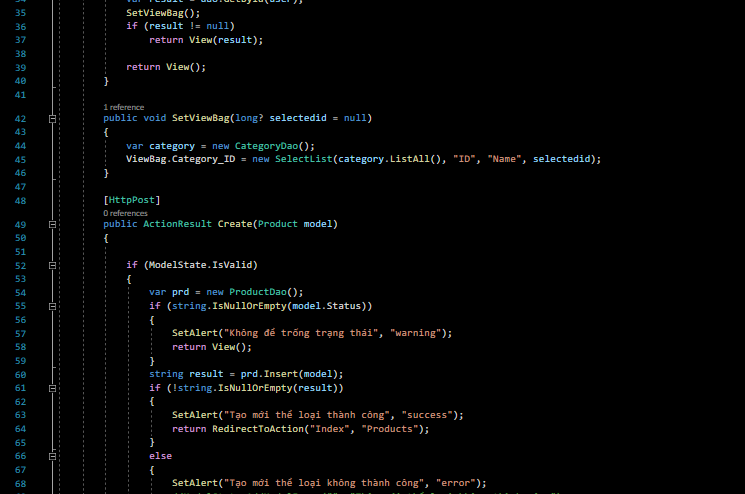 35 SetViewBag();
36 if (result != null)
37 return View(result);
38
39 return View();
40 }
41
1 reference
42 public void SetViewBag(long? selectedid = null)
43 {
44 var category = new CategoryDao();
45 ViewBag.Category_ID = new SelectList(category.ListAll(), "ID", "Name", selectedid);
46 }
47
48 [HttpPost]
0 references
49 public ActionResult Create(Product model)
50 {
51
52 if (ModelState.IsValid)
53 {
54 var prd = new ProductDao();
55 if (string.IsNullOrEmpty(model.Status))
56 {
57 SetAlert("Không để trống trạng thái", "warning");
58 return View();
59 }
60 string result = prd.Insert(model);
61 if (!string.IsNullOrEmpty(result))
62 {
63 SetAlert("Tạo mới thể loại thành công", "success");
64 return RedirectToAction("Index", "Products");
65 }
66 else
67 {
68 SetAlert("Tạo mới thể loại không thành công", "error");